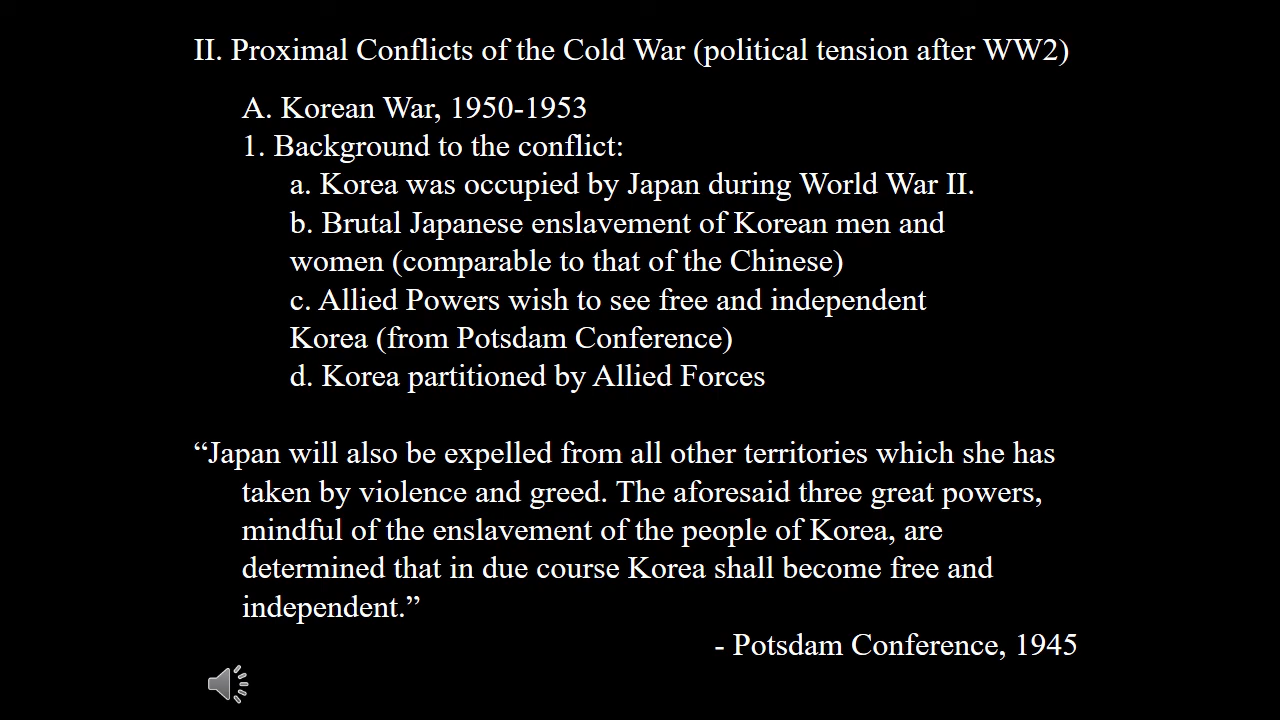 II. Proximal Conflicts of the Cold War (political tension after WW2)
A. Korean War, 1950-1953
1. Background to the conflict:
a. Korea was occupied by Japan during World War II.
b. Brutal Japanese enslavement of Korean men and
women (comparable to that of the Chinese)
c. Allied Powers wish to see free and independent
Korea (from Potsdam Conference)
d. Korea partitioned by Allied Forces
“Japan will also be expelled from all other territories which she has
taken by violence and greed. The aforesaid three great powers,
mindful of the enslavement of the people of Korea, are
determined that in due course Korea shall become free and
independent.”
- Potsdam Conference, 1945